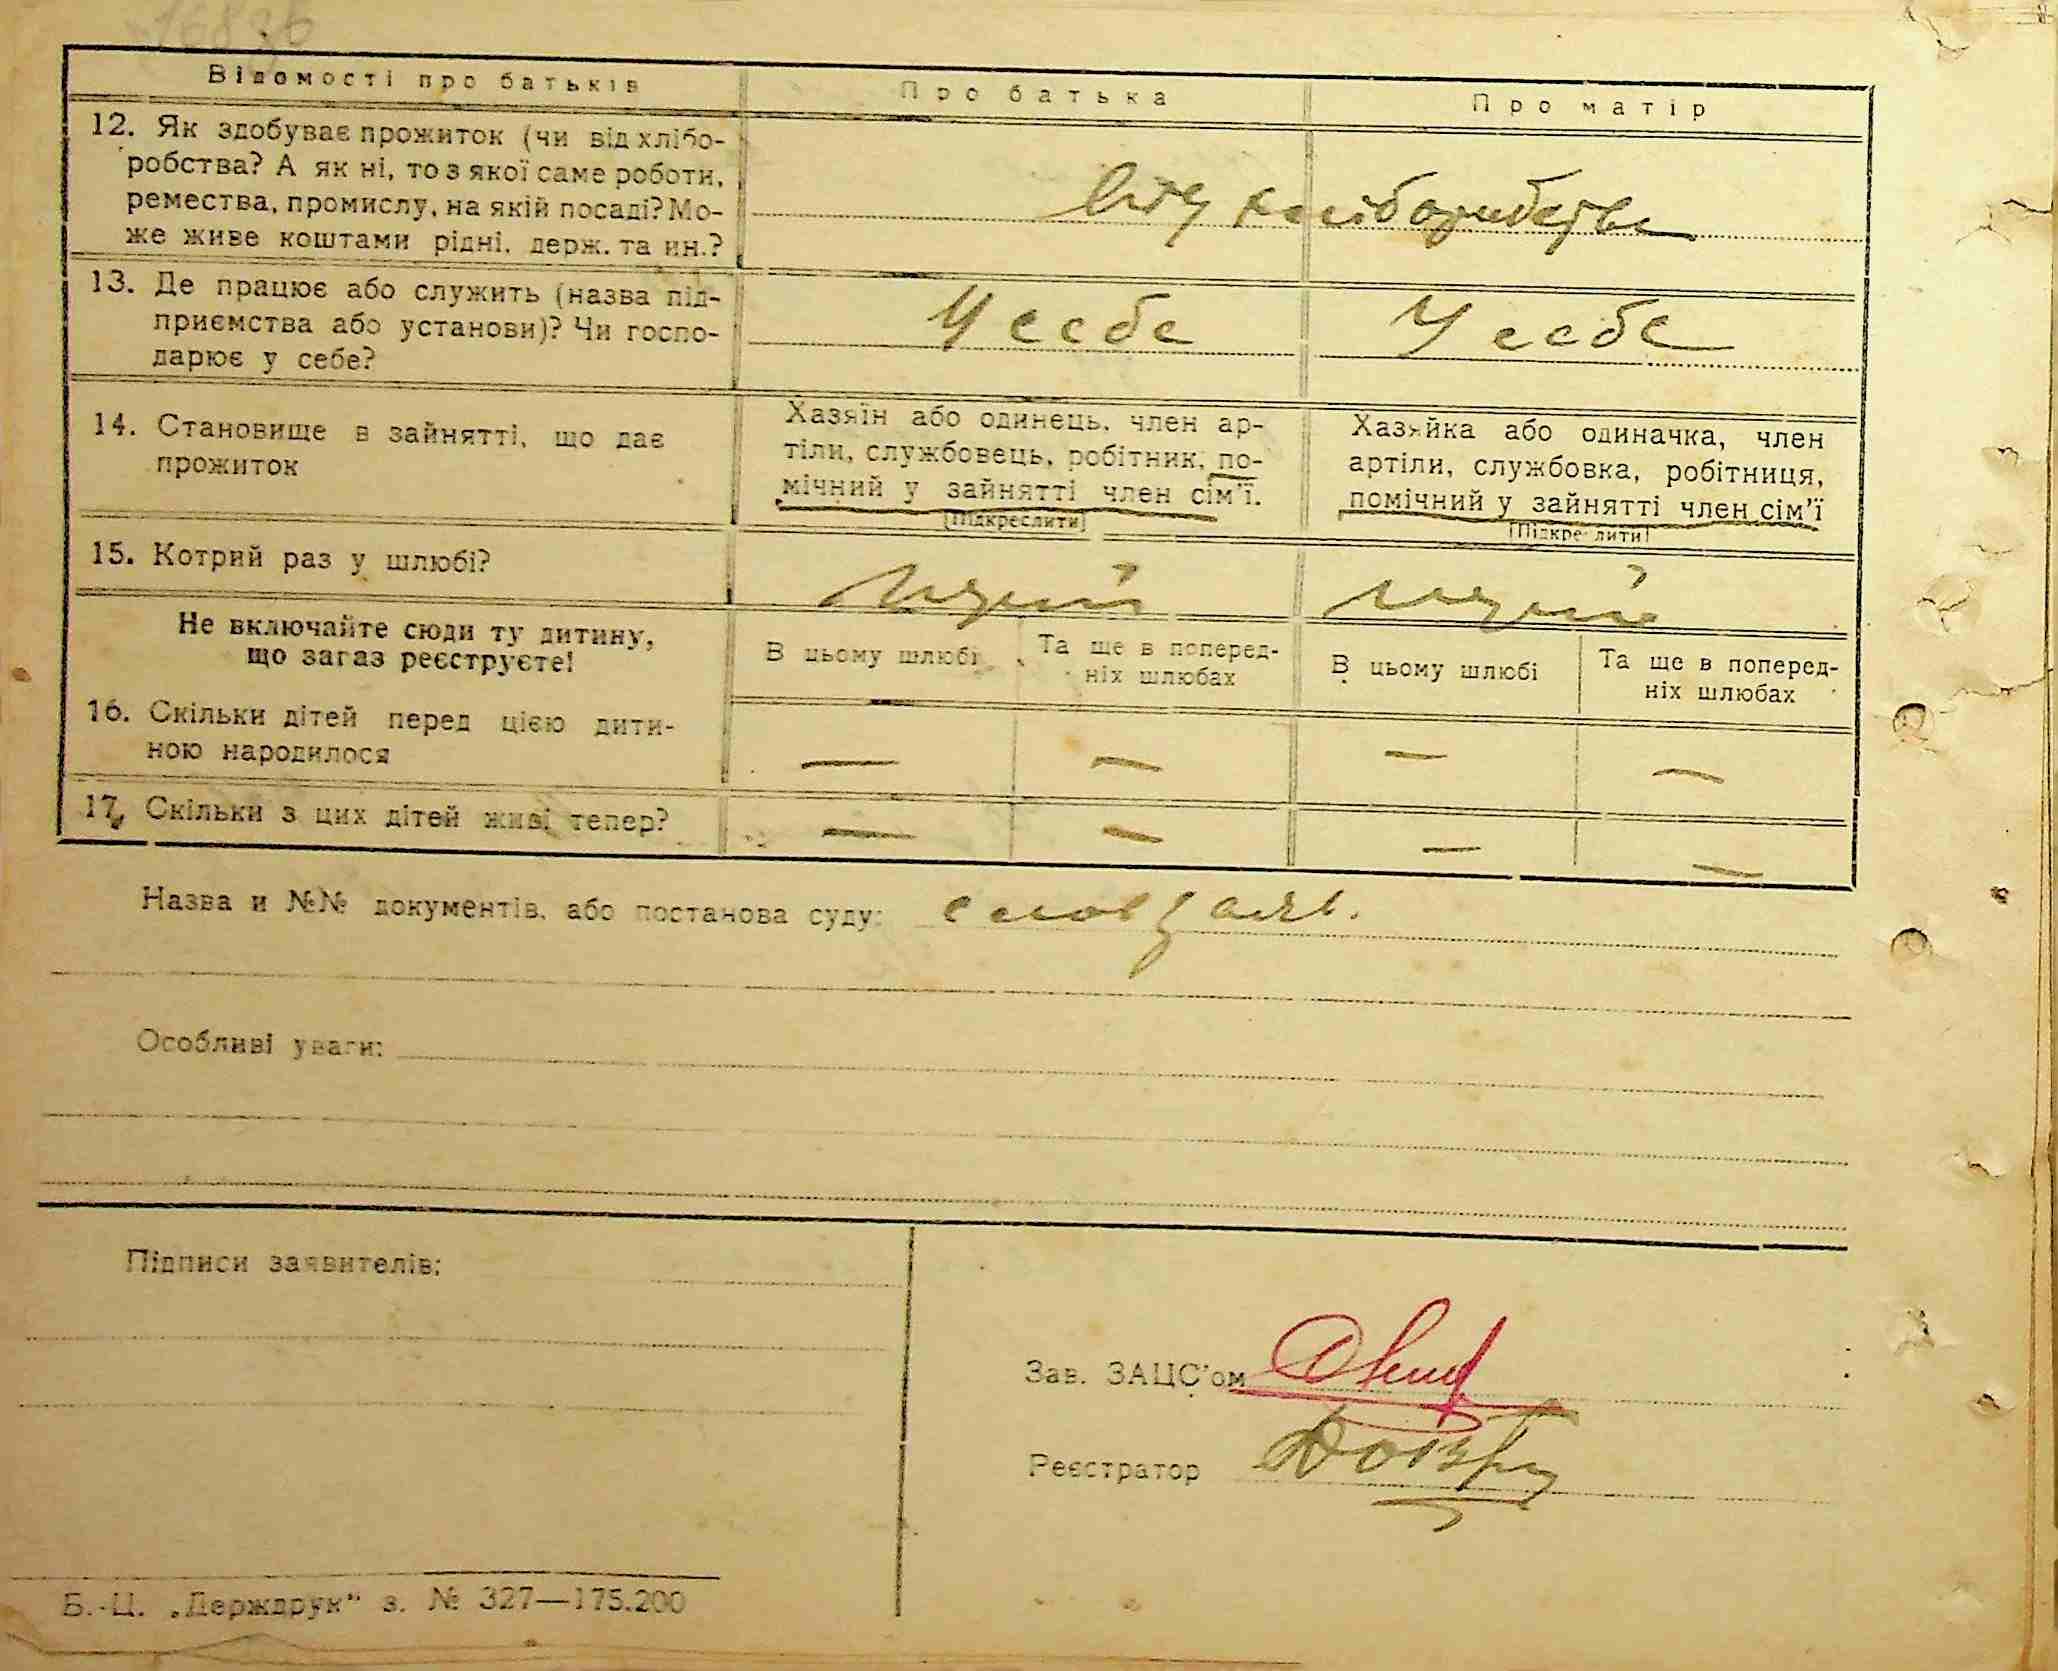 16836
Відомості про батьків
Про батька
Про матір
12. Як здобуває прожиток (чи від хлібо-
робства? А як ні, то з якої саме роботи,
ремества, промислу, на якій посаді? Мо-
же живе коштами рідні, держ. та ин.?
від хліборобства
13. Де працює або служить (назва під-
приємства або установи)? Чи госпо-
дарює у себе?
У себе
У себе
14. Становище в зайнятті, що дає
прожиток
Хазяїн або одинець, член ар-
тіли, службовець, робітник, по-
мічний у зайнятті член сім'ї.
[Підкреслити]
Хазяйка або одиначка, член
артіли, службовка, робітниця,
помічний у зайнятті член сім'ї
[Підкреслити]
15. Котрий раз у шлюбі?
Не включайте сюди ту дитину,
що зараз реєструєте!
В цьому шлюбі
Та ще в поперед-
ніх шлюбах
В цьому шлюбі
Та ще в поперед-
ніх шлюбах
16. Скільки дітей перед цією дити-
ною народилося
— — — —
17. Скільки з цих дітей живі тепер?
— — — —
Назва и №№ документів, або постанова суду:
Особливі уваги:
Підписи заявителів:
Зав. ЗАЦС'ом
Реєстратор
Б.-Ц. „Держдрук" з. № 327—175.200